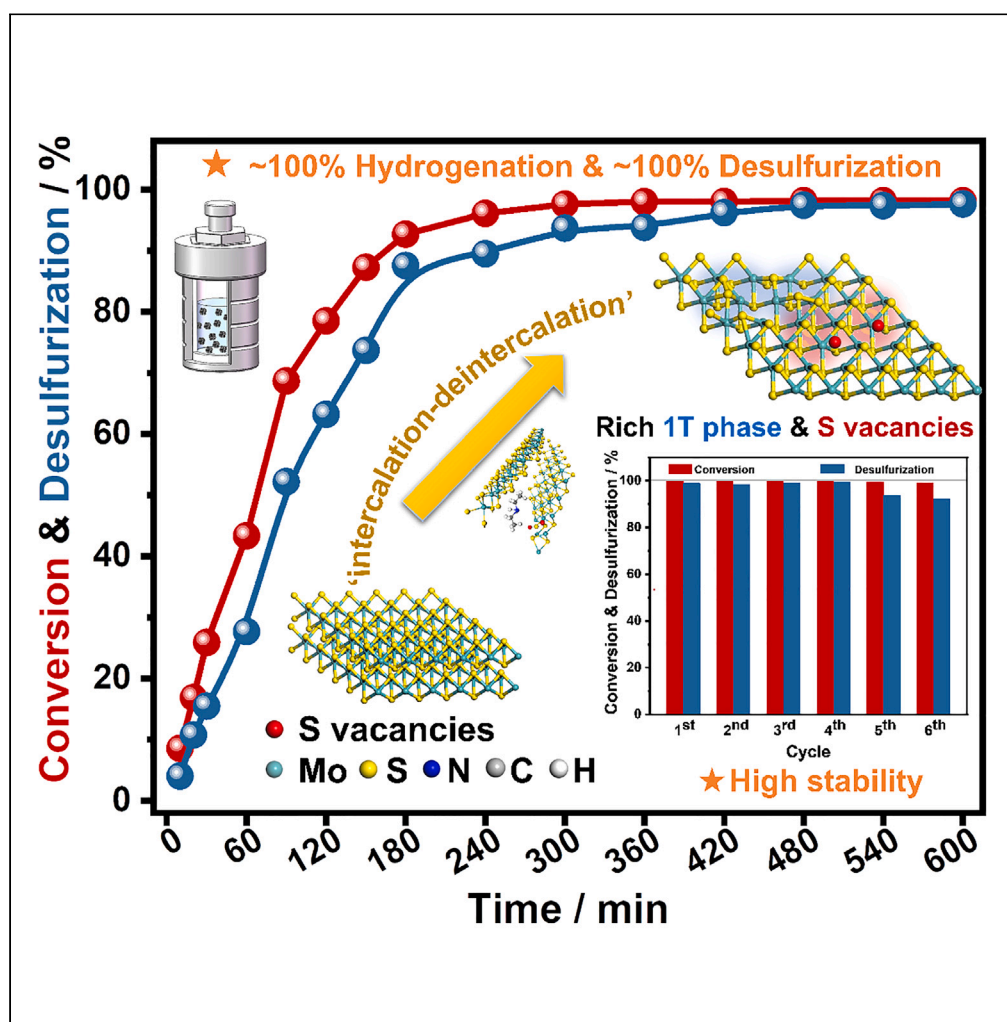 Conversion & Desulfurization / %
★ ~100% Hydrogenation & ~100% Desulfurization
100
80
60
40
20
0
'intercalation-deintercalation'
Rich 1T phase & S vacancies
Conversion Desulfurization
Conversion & Desulfurization / %
100
80
60
40
20
0
1st 2nd 3rd 4th 5th 6th
Cycle
★ High stability
S vacancies
Mo S N C H
0 60 120 180 240 300 360 420 480 540 600
Time / min